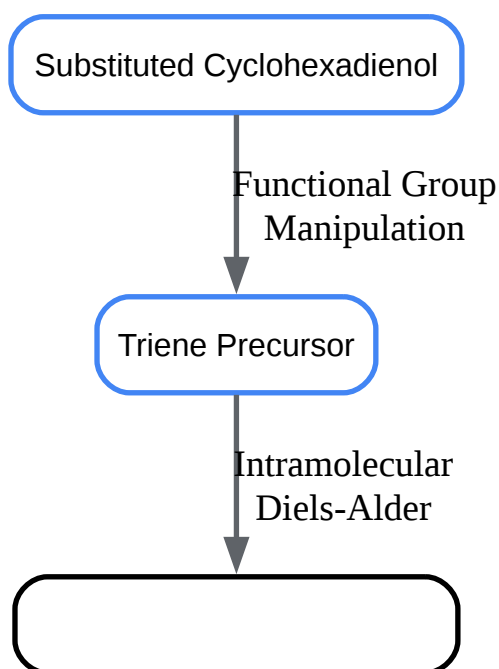 Substituted Cyclohexadienol
Functional Group
Manipulation
Triene Precursor
Intramolecular
Diels-Alder